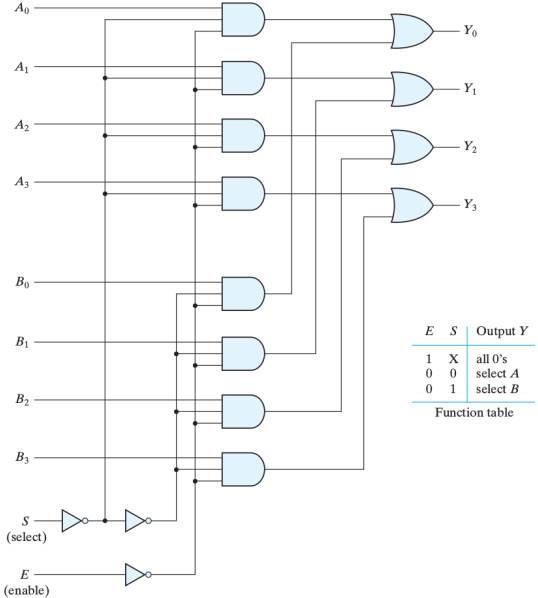 A₀
Y₀
A₁
Y₁
A₂
Y₂
A₃
Y₃
B₀
B₁
B₂
B₃
E S Output Y
1 X all 0's
0 0 select A
0 1 select B
Function table
S
(select)
E
(enable)